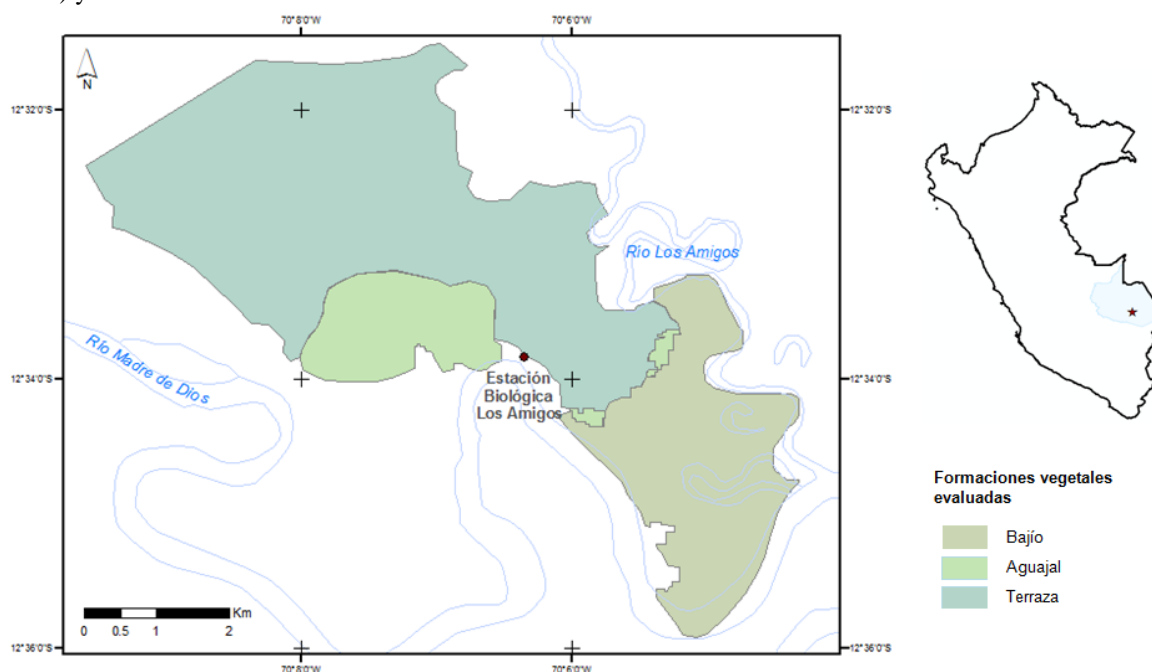 70°8'0"W
70°6'0"W
N
12°32'0"S
12°32'0"S
Río Los Amigos
Río Madre de Dios
12°34'0"S
12°34'0"S
Estación
Biológica
Los Amigos
Formaciones vegetales
evaluadas
Bajío
Aguajal
Terraza
Km
0 0.5 1 2
12°36'0"S
12°36'0"S
70°8'0"W
70°6'0"W